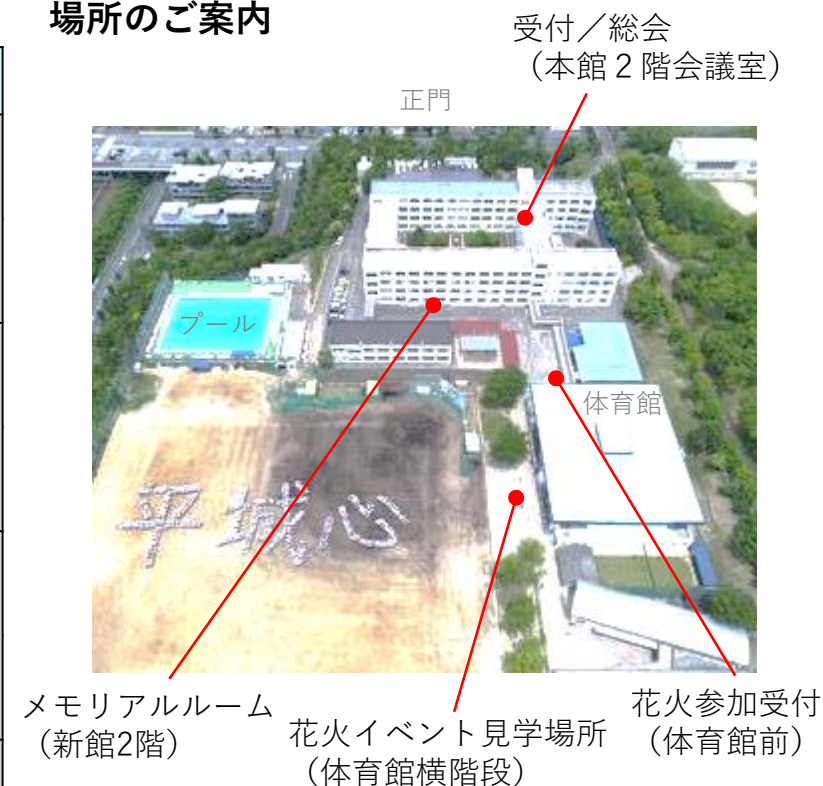 場所のご案内
受付／総会
（本館２階会議室）
正門
プール
体育館
平城心
メモリアルルーム
（新館2階）
花火イベント見学場所
（体育館横階段）
花火参加受付
（体育館前）